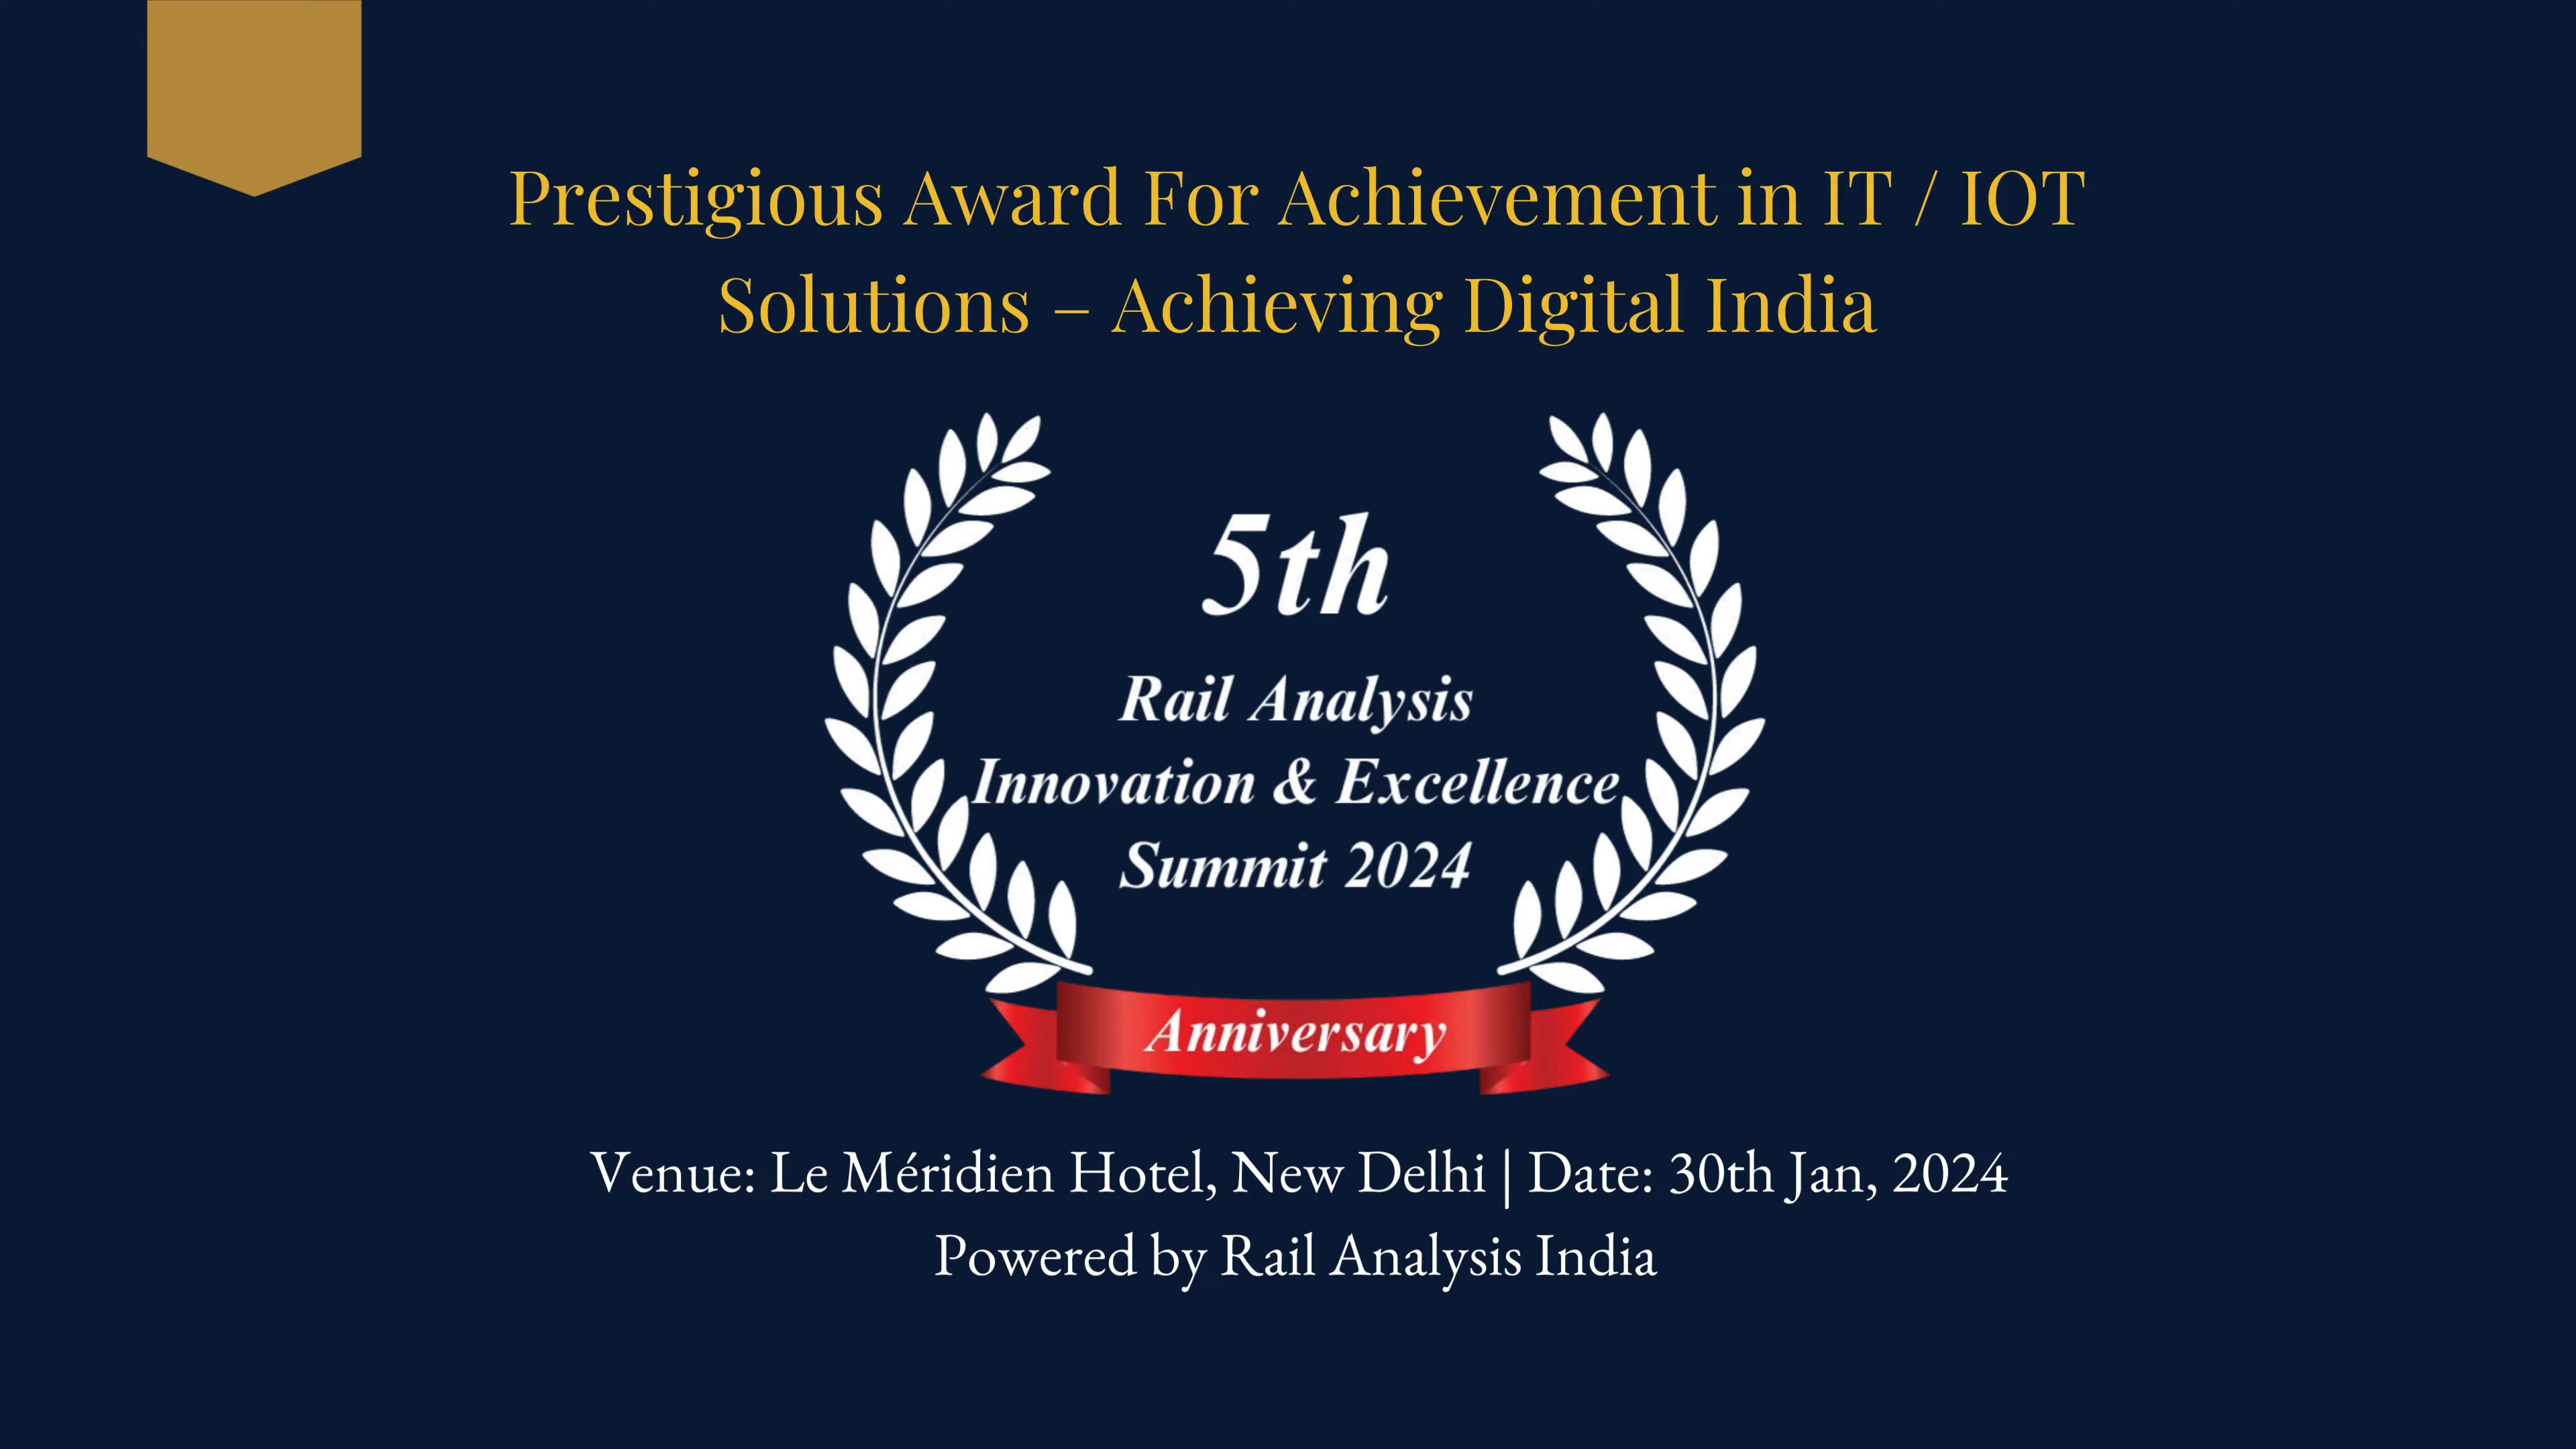 Prestigious Award For Achievement in IT / IOT
Solutions – Achieving Digital India
5th
Rail Analysis
Innovation & Excellence
Summit 2024
Anniversary
Venue: Le Méridien Hotel, New Delhi | Date: 30th Jan, 2024
Powered by Rail Analysis India